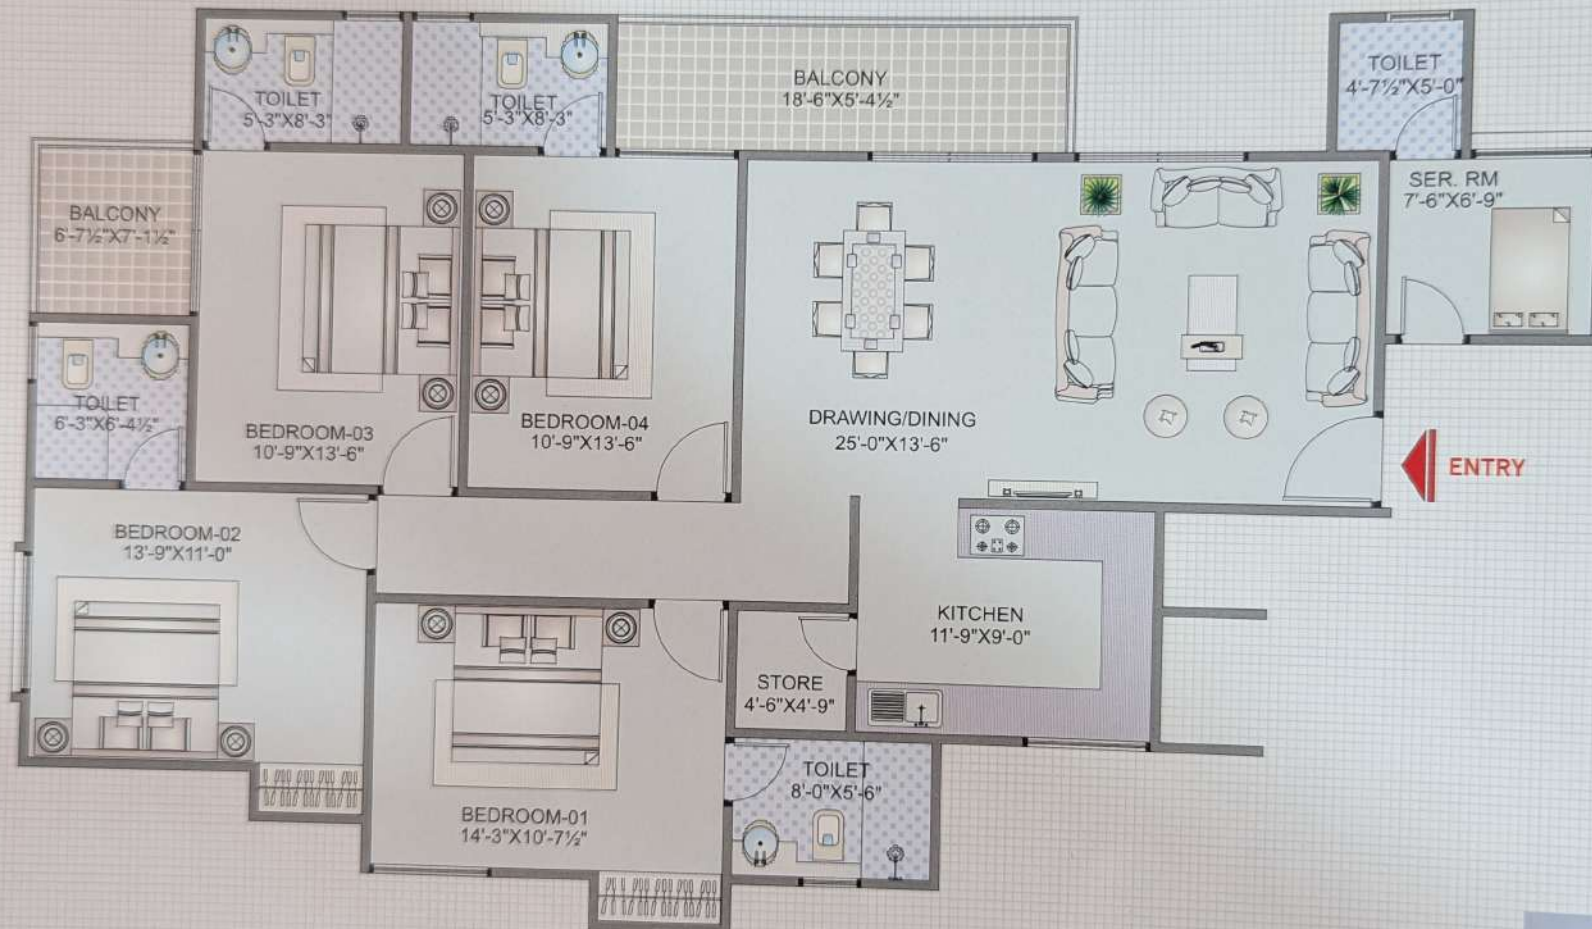 TOILET
5'-3"X8'-3"
TOILET
5'-3"X8'-3"
BALCONY
18'-6"X5'-4½"
TOILET
4'-7½"X5'-0"
BALCONY
6'-7½"X7'-1½"
SER. RM
7'-6"X6'-9"
TOILET
6'-3"X6'-4½"
BEDROOM-03
10'-9"X13'-6"
BEDROOM-04
10'-9"X13'-6"
DRAWING/DINING
25'-0"X13'-6"
ENTRY
BEDROOM-02
13'-9"X11'-0"
KITCHEN
11'-9"X9'-0"
STORE
4'-6"X4'-9"
TOILET
8'-0"X5'-6"
BEDROOM-01
14'-3"X10'-7½"